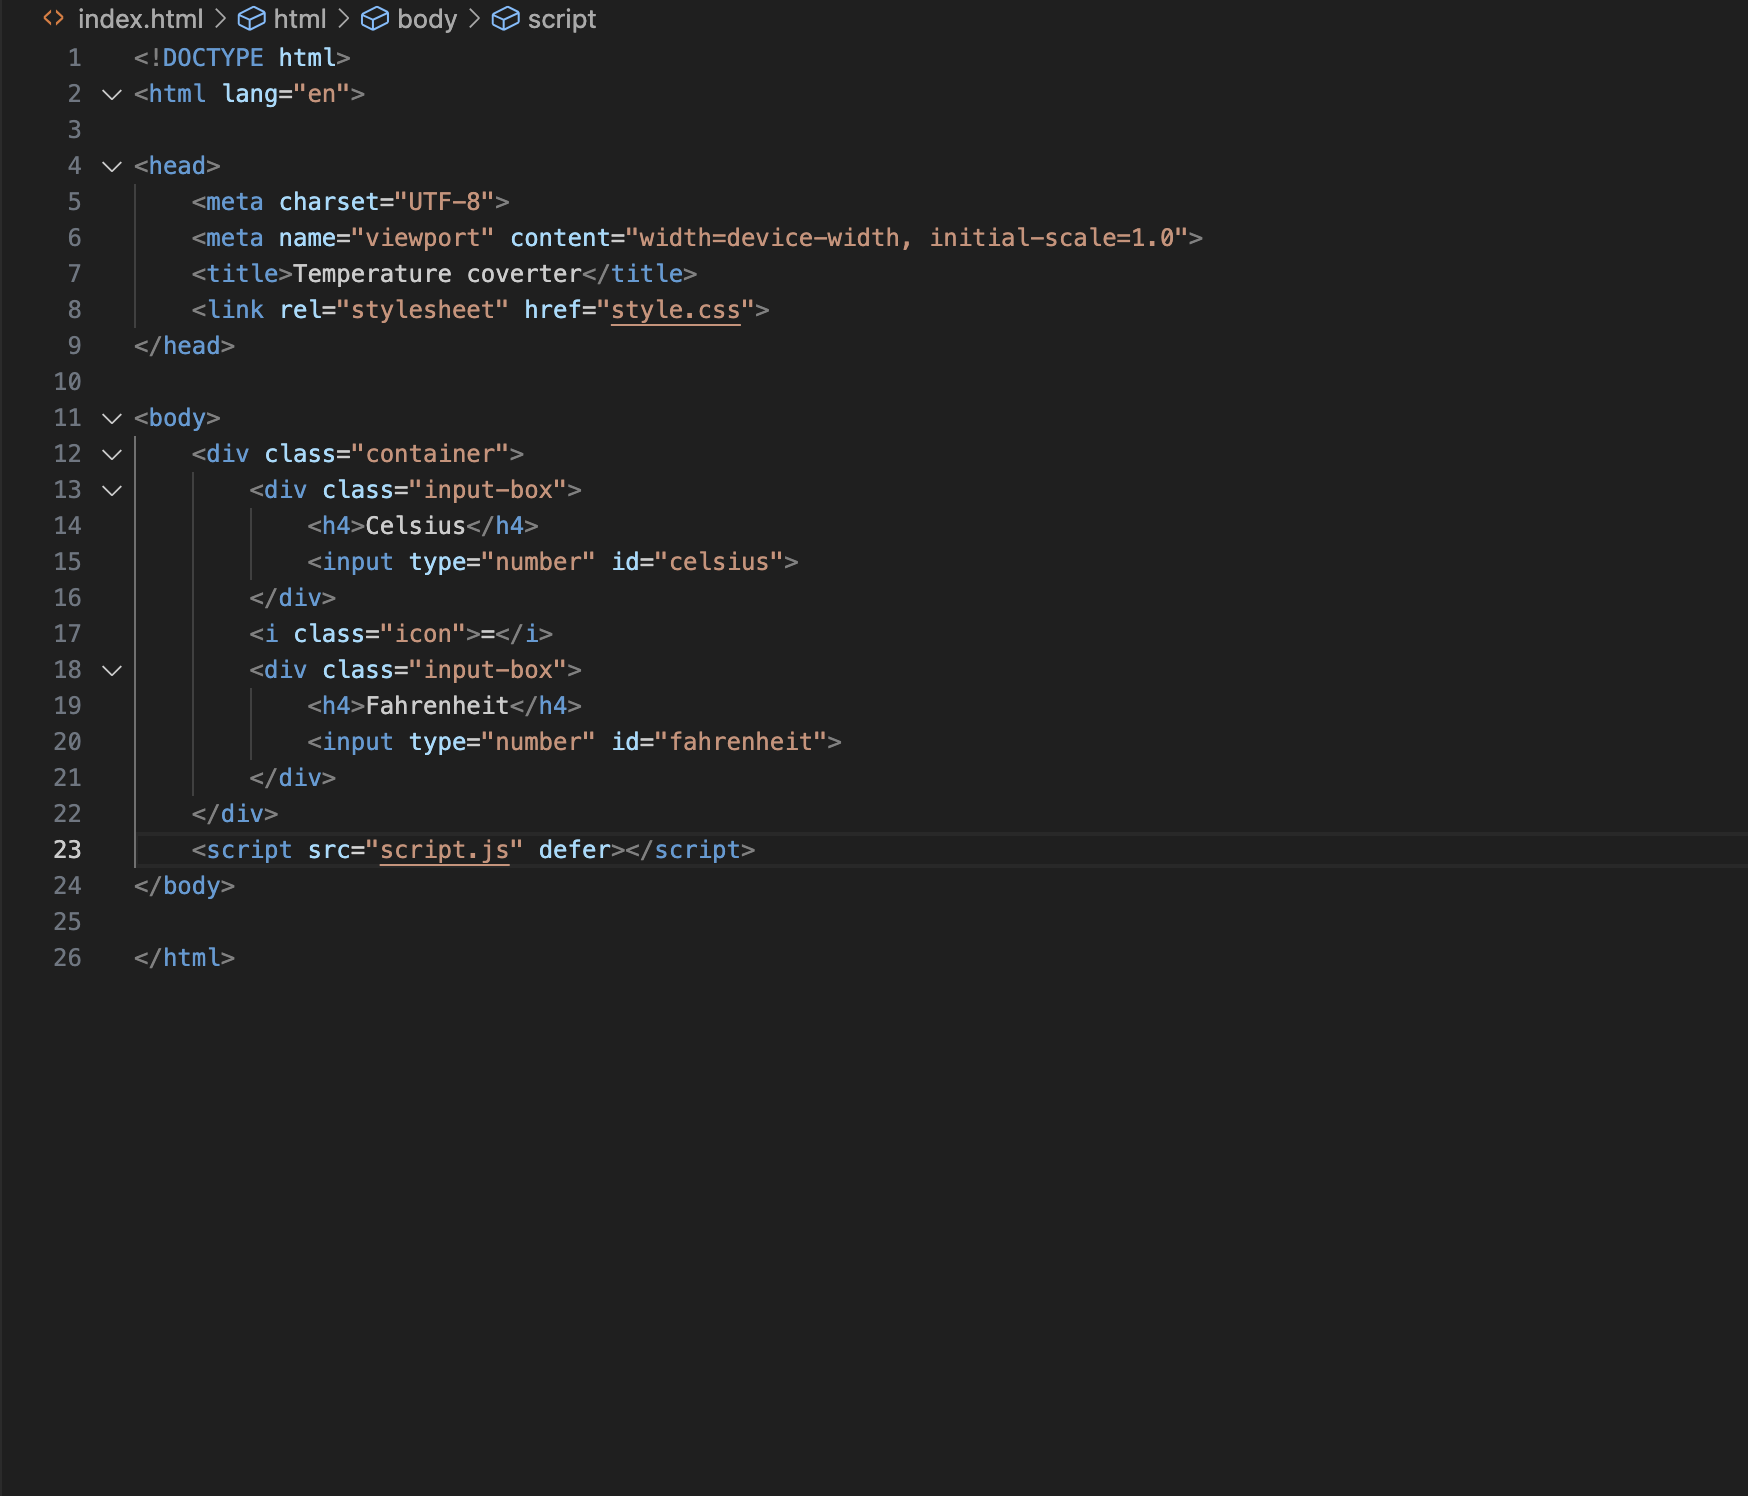 index.html > html > body > script
1 <!DOCTYPE html>
2 <html lang="en">
3
4 <head>
5     <meta charset="UTF-8">
6     <meta name="viewport" content="width=device-width, initial-scale=1.0">
7     <title>Temperature coverter</title>
8     <link rel="stylesheet" href="style.css">
9 </head>
10
11 <body>
12     <div class="container">
13         <div class="input-box">
14             <h4>Celsius</h4>
15             <input type="number" id="celsius">
16         </div>
17         <i class="icon">=</i>
18         <div class="input-box">
19             <h4>Fahrenheit</h4>
20             <input type="number" id="fahrenheit">
21         </div>
22     </div>
23     <script src="script.js" defer></script>
24 </body>
25
26 </html>